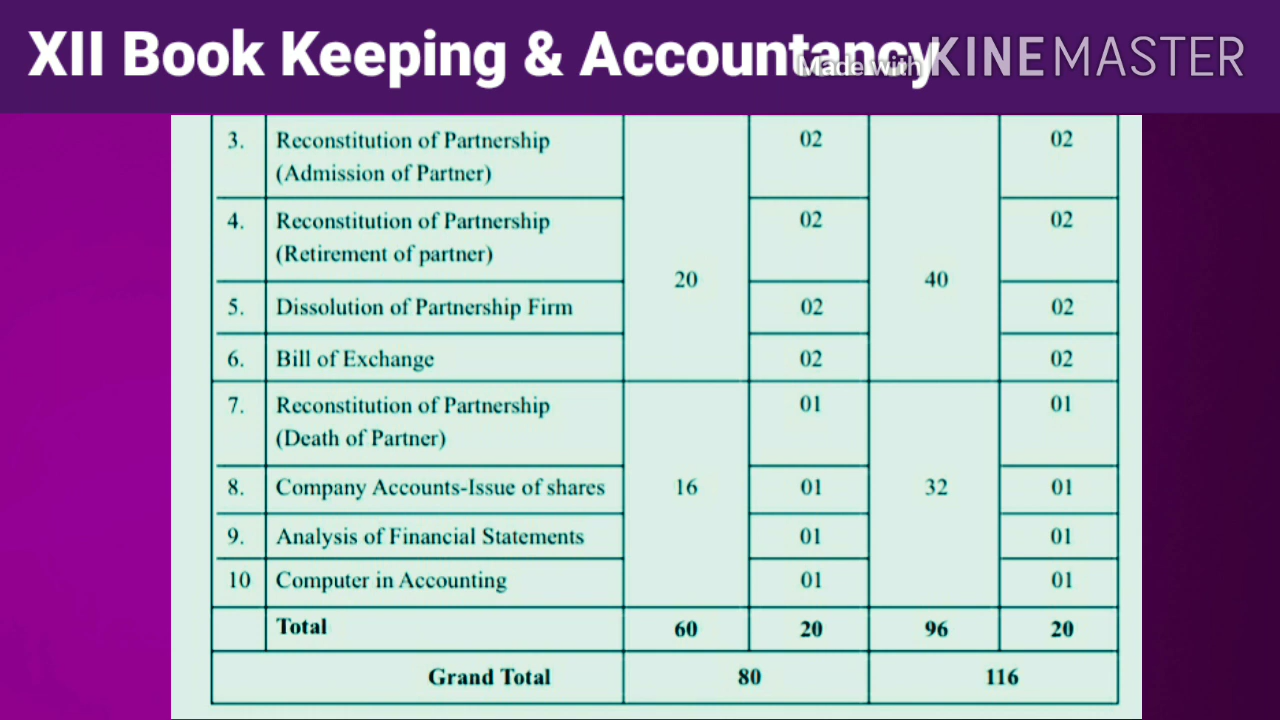 XII Book Keeping & Accountancy
Made with KINEMASTER
3. Reconstitution of Partnership 02 02
(Admission of Partner)
4. Reconstitution of Partnership 02 02
(Retirement of partner)
20 40
5. Dissolution of Partnership Firm 02 02
6. Bill of Exchange 02 02
7. Reconstitution of Partnership 01 01
(Death of Partner)
8. Company Accounts-Issue of shares 16 01 32 01
9. Analysis of Financial Statements 01 01
10 Computer in Accounting 01 01
Total 60 20 96 20
Grand Total 80 116